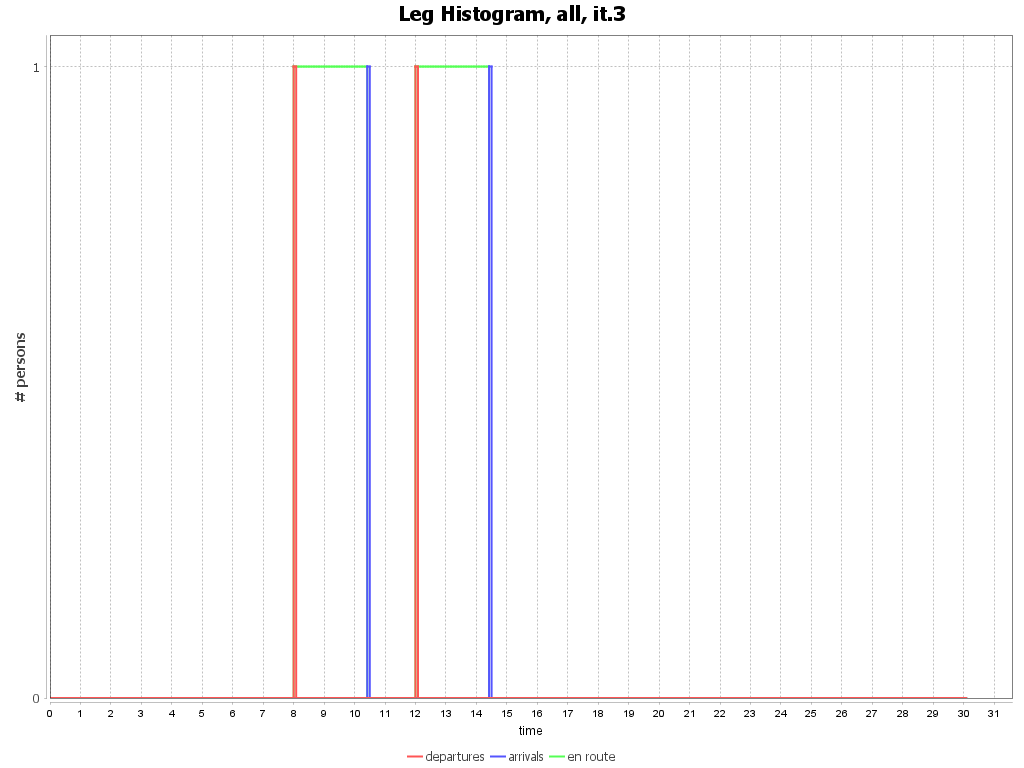 Leg Histogram, all, it.3
# persons
1
0
0 1 2 3 4 5 6 7 8 9 10 11 12 13 14 15 16 17 18 19 20 21 22 23 24 25 26 27 28 29 30 31
time
departures arrivals en route